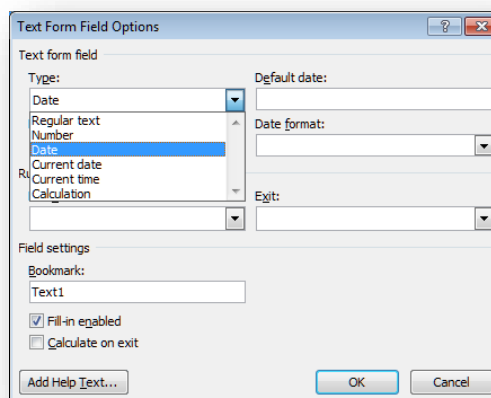 Text Form Field Options
Text form field
Type:
Default date:
Date
Regular text
Number
Date
Current date
Current time
Calculation
Date format:
Ru
Exit:
Field settings
Bookmark:
Text1
Fill-in enabled
Calculate on exit
Add Help Text...
OK
Cancel